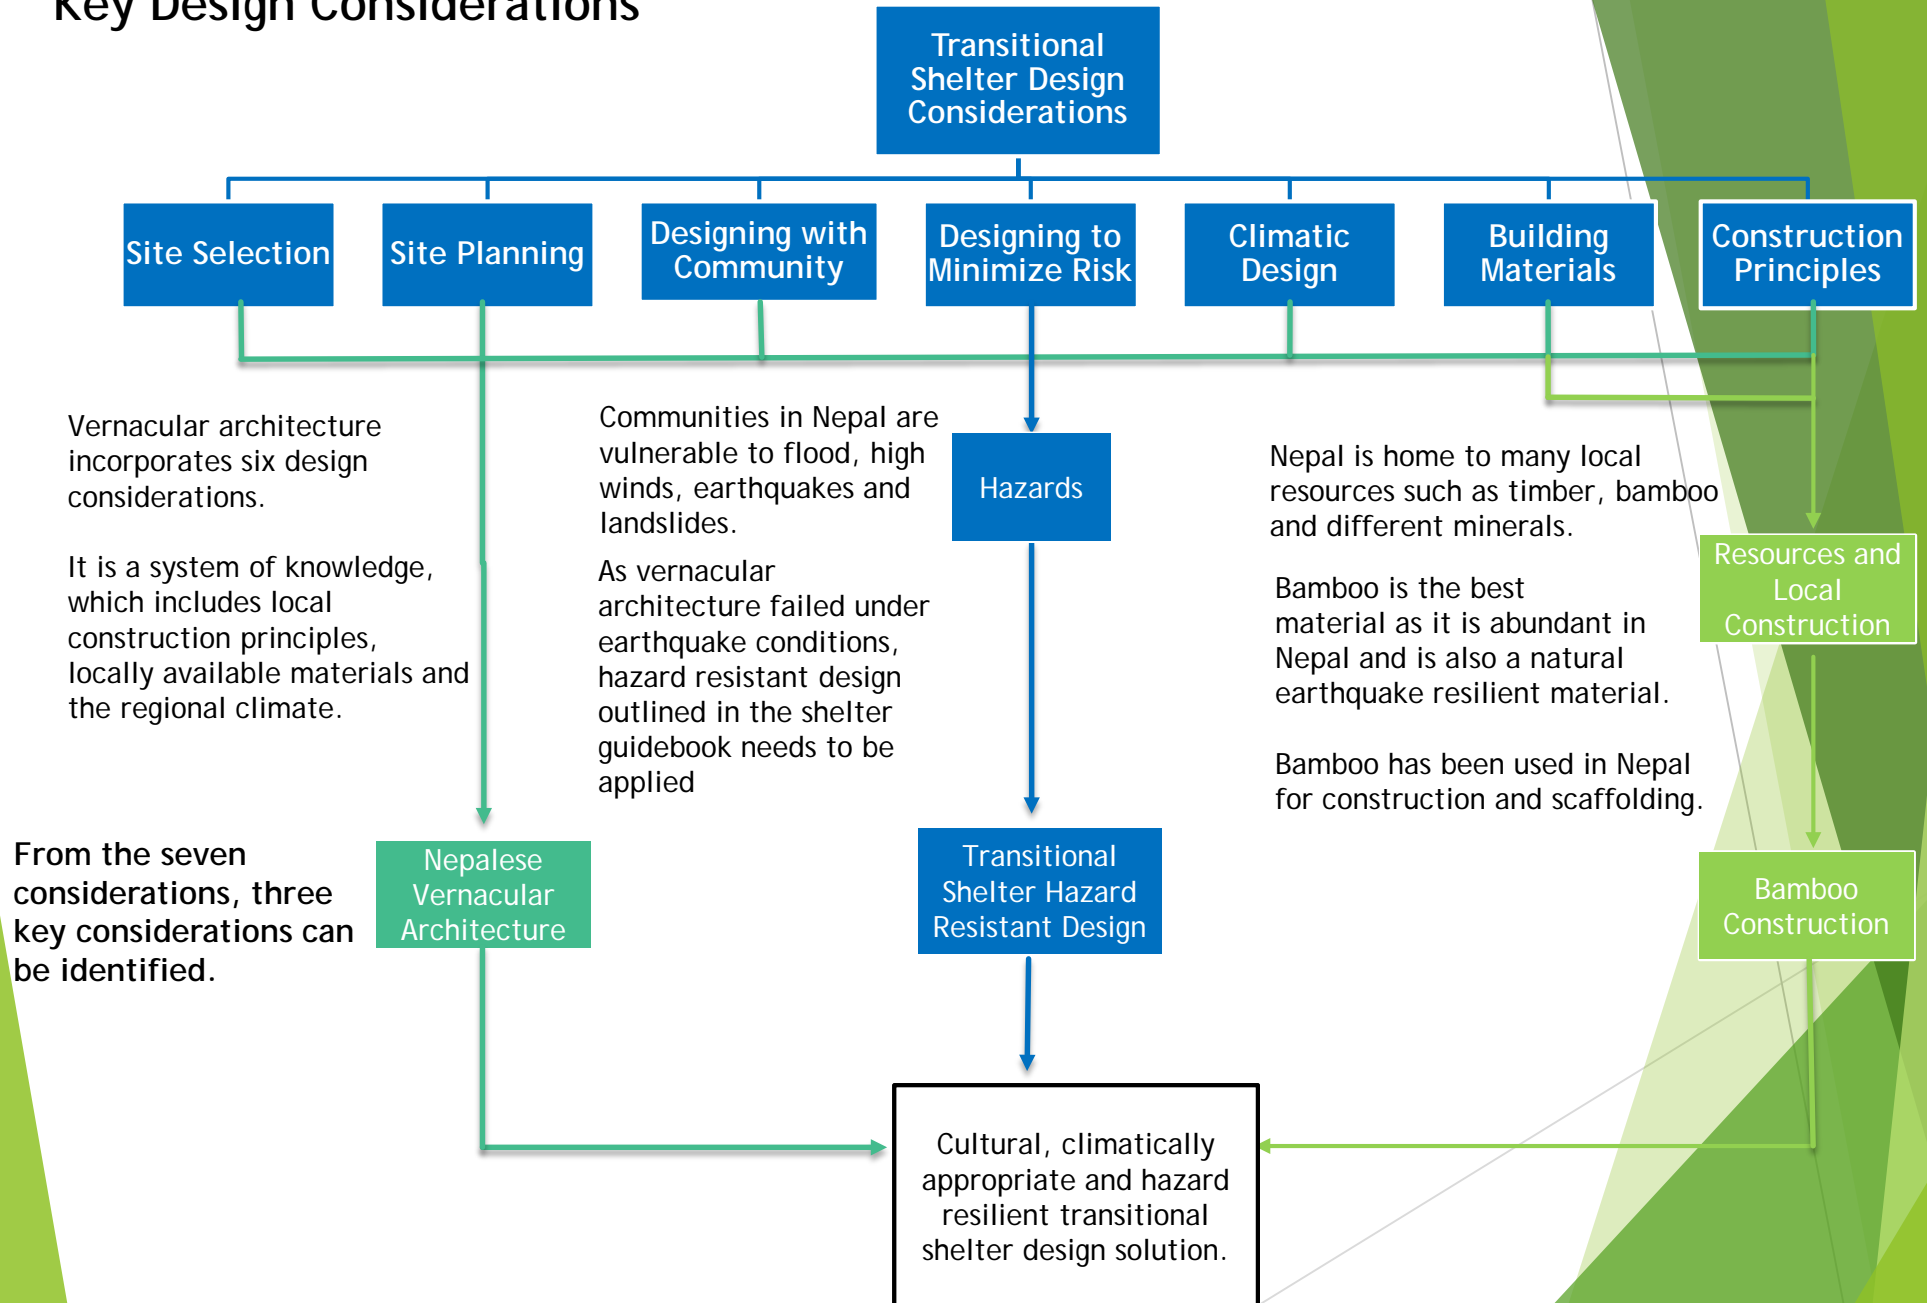 Key Design Considerations
Transitional
Shelter Design
Considerations
Site Selection
Site Planning
Designing with
Community
Designing to
Minimize Risk
Climatic
Design
Building
Materials
Construction
Principles
Vernacular architecture
incorporates six design
considerations.
It is a system of knowledge,
which includes local
construction principles,
locally available materials and
the regional climate.
Communities in Nepal are
vulnerable to flood, high
winds, earthquakes and
landslides.
As vernacular
architecture failed under
earthquake conditions,
hazard resistant design
outlined in the shelter
guidebook needs to be
applied
Hazards
Nepal is home to many local
resources such as timber, bamboo
and different minerals.
Bamboo is the best
material as it is abundant in
Nepal and is also a natural
earthquake resilient material.
Bamboo has been used in Nepal
for construction and scaffolding.
Resources and
Local
Construction
From the seven
considerations, three
key considerations can
be identified.
Nepalese
Vernacular
Architecture
Transitional
Shelter Hazard
Resistant Design
Bamboo
Construction
Cultural, climatically
appropriate and hazard
resilient transitional
shelter design solution.